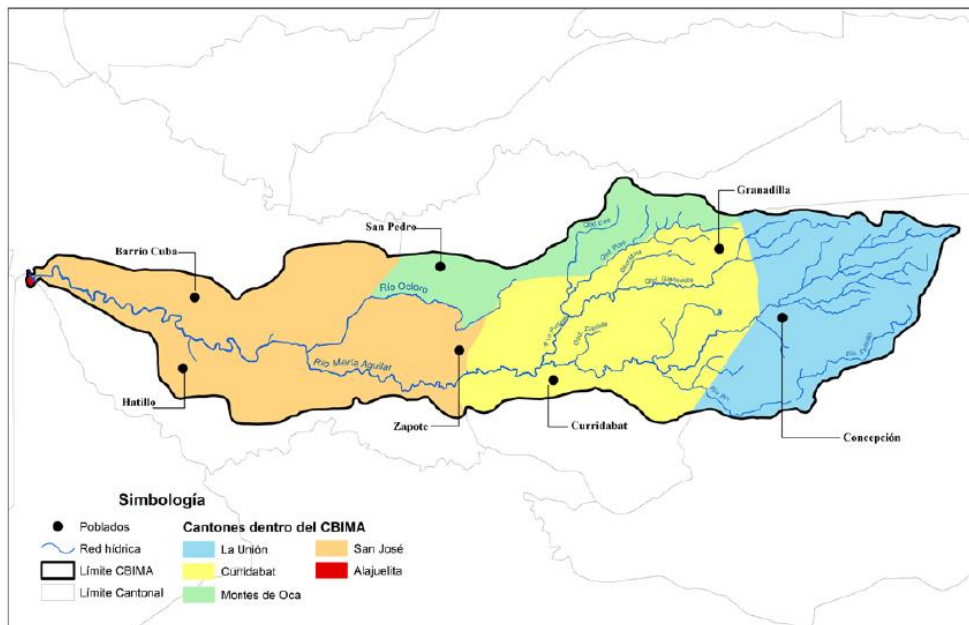 Granadilla
San Pedro
Barrio Cuba
Río Ocloro
Río María Aguilar
Hatillo
Zapote
Curridabat
Concepción
Simbología
Poblados
Red hídrica
Límite CBIMA
Límite Cantonal
Cantones dentro del CBIMA
La Unión
Curridabat
Montes de Oca
San José
Alajuelita